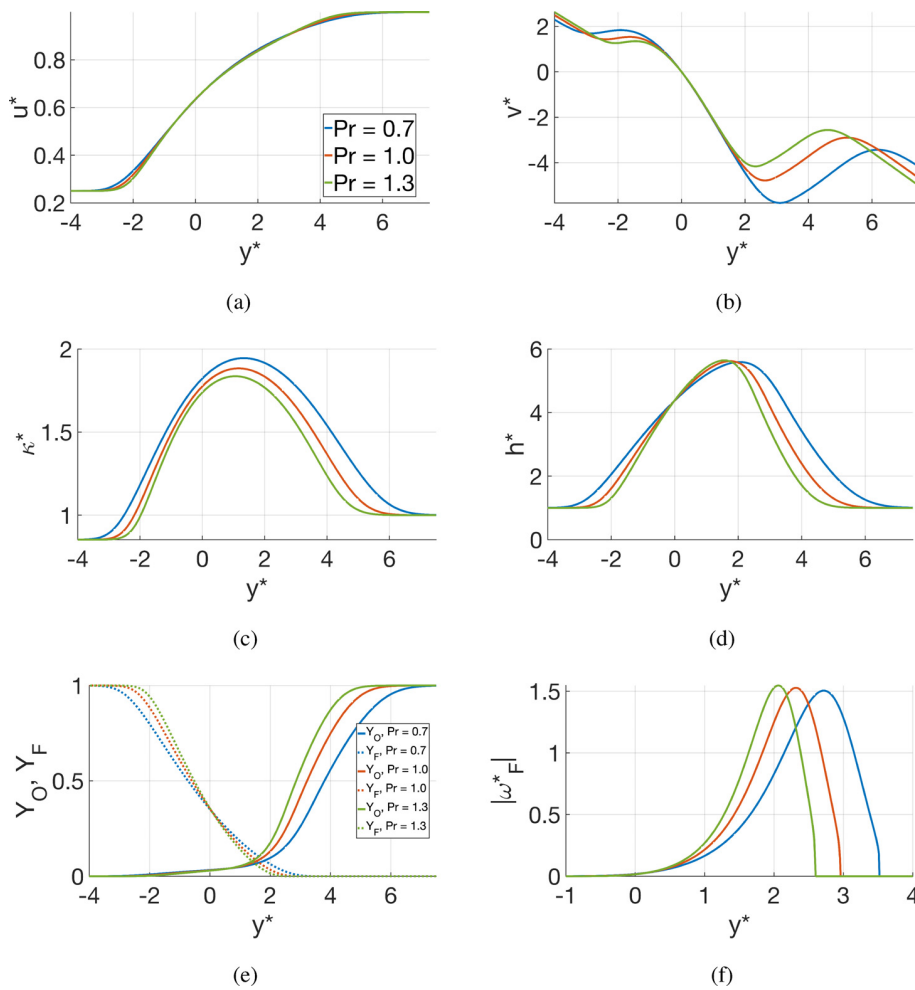 u*
0.8
0.6
0.4
0.2
-4 -2 0 2 4 6
y*
Pr = 0.7
Pr = 1.0
Pr = 1.3
(a)
v*
2
0
-2
-4
-4 -2 0 2 4 6
y*
(b)
κ*
2
1.5
1
-4 -2 0 2 4 6
y*
(c)
h*
6
4
2
0
-4 -2 0 2 4 6
y*
(d)
Y_O, Y_F
1
0.5
0
-4 -2 0 2 4 6
y*
Y_O, Pr = 0.7
Y_F, Pr = 0.7
Y_O, Pr = 1.0
Y_F, Pr = 1.0
Y_O, Pr = 1.3
Y_F, Pr = 1.3
(e)
|ω*_F|
1.5
1
0.5
0
-1 0 1 2 3 4
y*
(f)